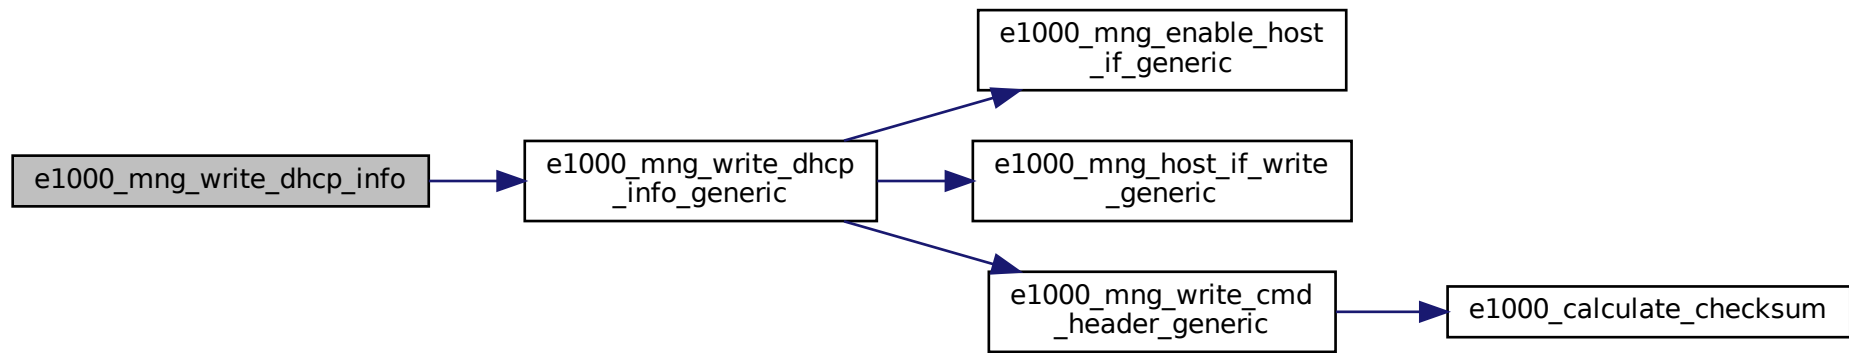 e1000_mng_write_dhcp_info
e1000_mng_write_dhcp
_info_generic
e1000_mng_enable_host
_if_generic
e1000_mng_host_if_write
_generic
e1000_mng_write_cmd
_header_generic
e1000_calculate_checksum